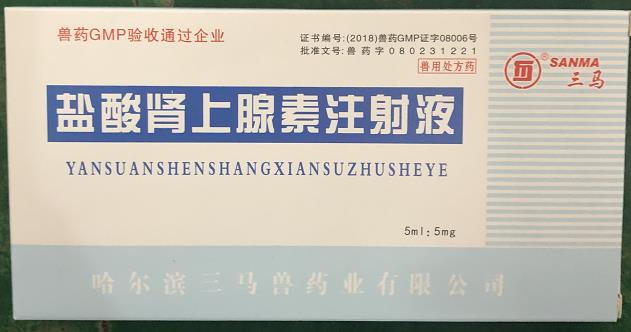 兽药GMP验收通过企业
证书编号:(2018)兽药GMP证字08006号
批准文号:兽药字080231221
兽用处方药
®SANMA
三马
盐酸肾上腺素注射液
YANSUANSHENSHANGXIANSUZHUSHEYE
5ml:5mg
哈尔滨三马兽药业有限公司